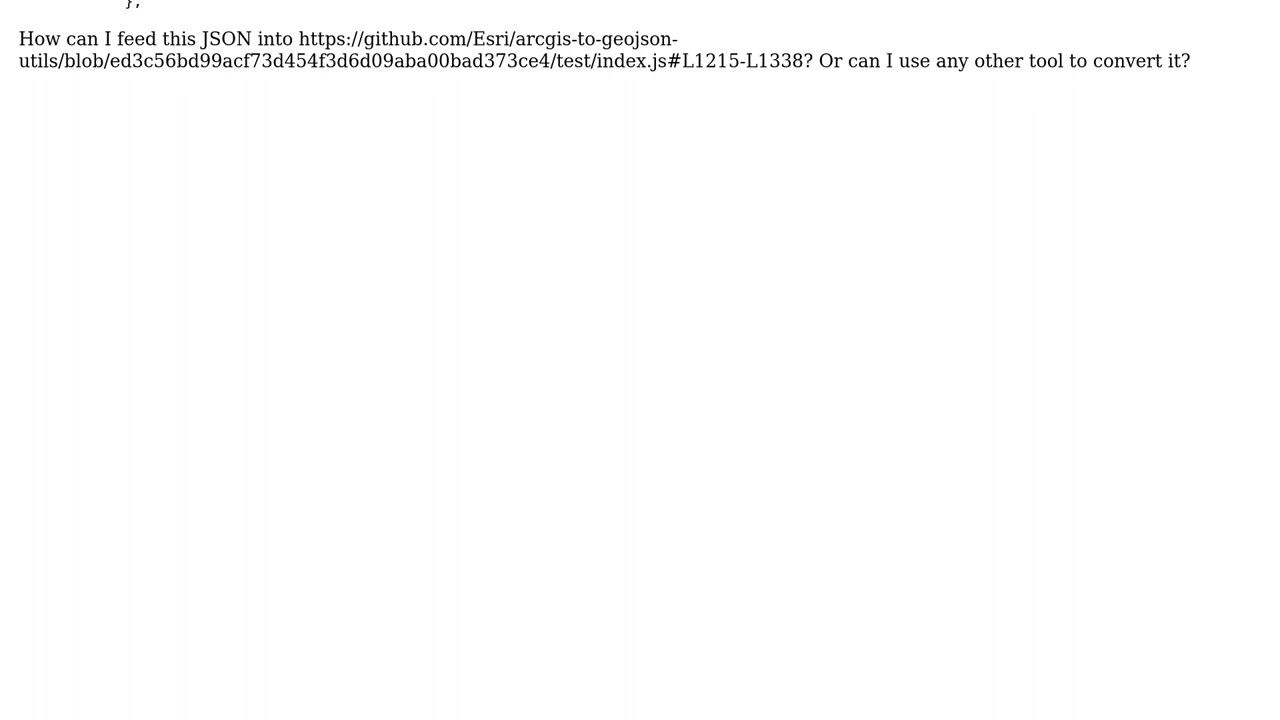 },
How can I feed this JSON into https://github.com/Esri/arcgis-to-geojson-
utils/blob/ed3c56bd99acf73d454f3d6d09aba00bad373ce4/test/index.js#L1215-L1338? Or can I use any other tool to convert it?